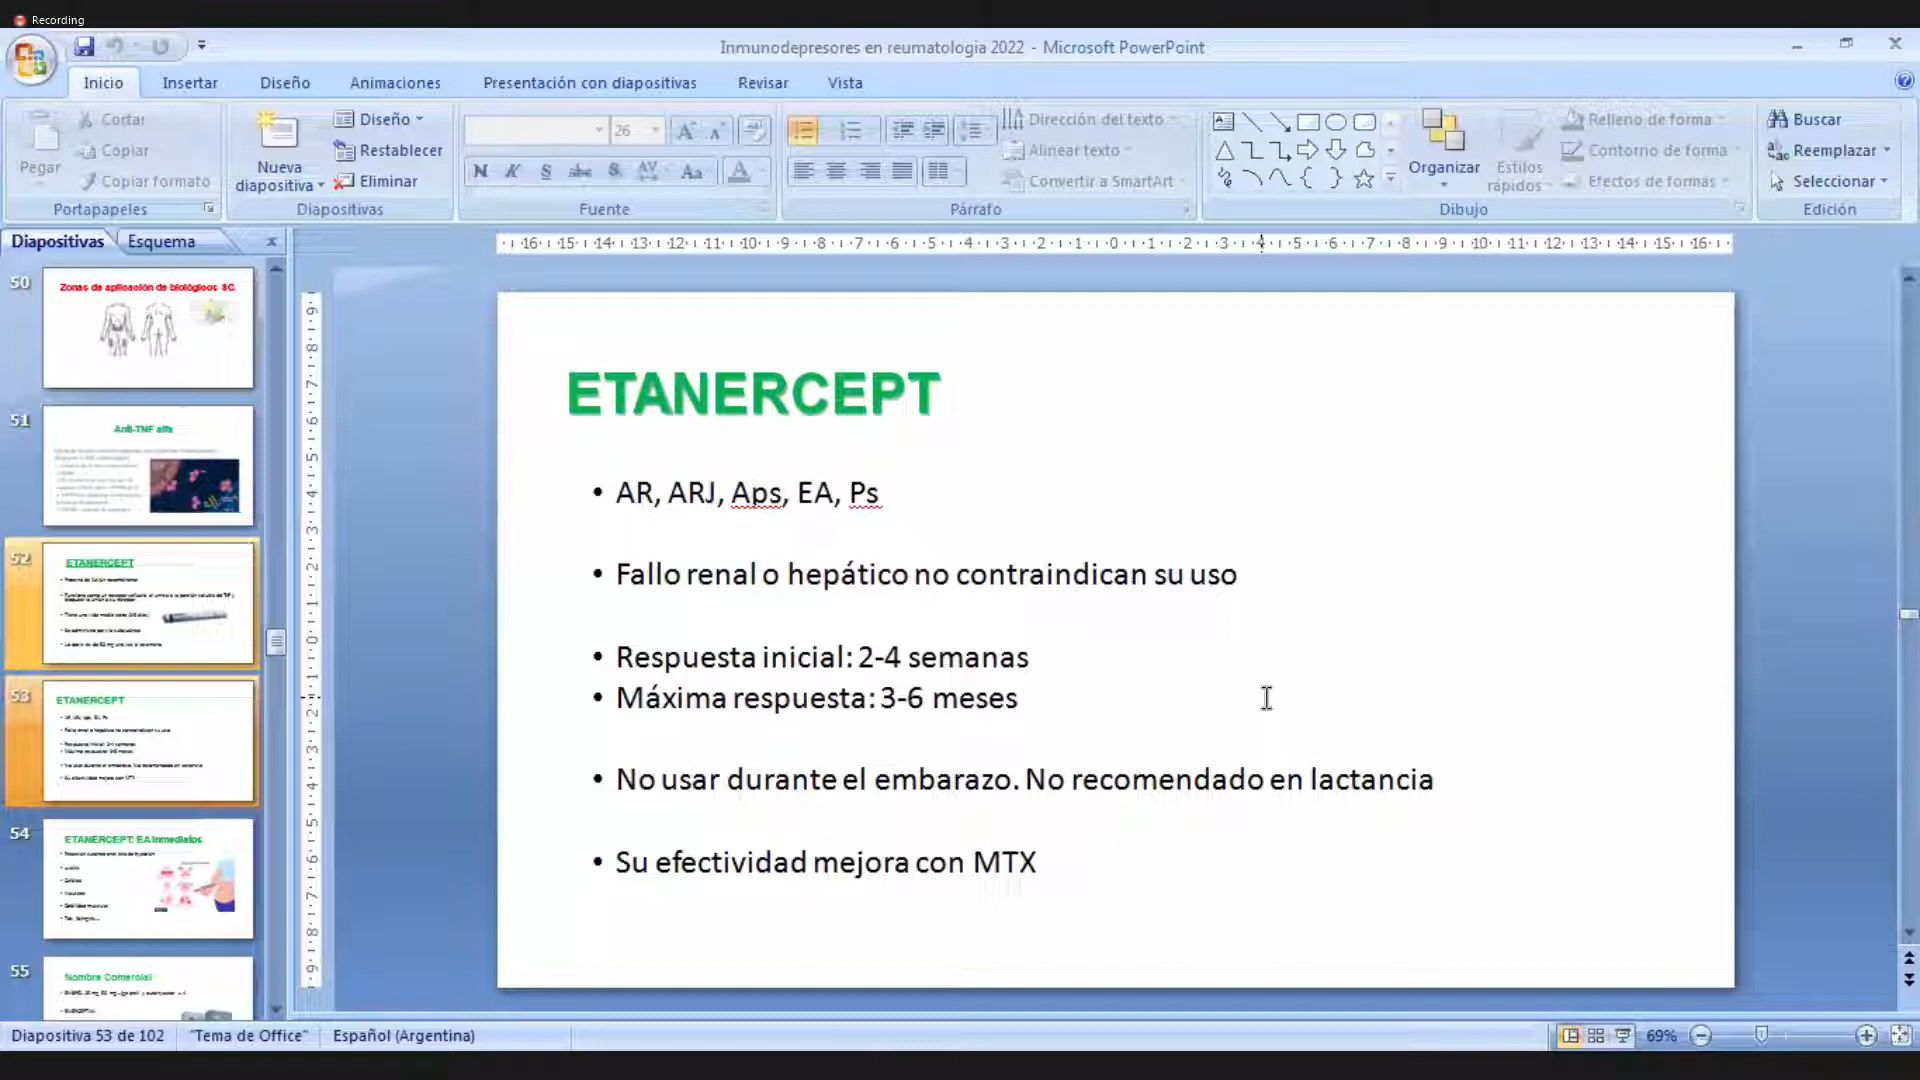 Recording
Inmunodepresores en reumatologia 2022 - Microsoft PowerPoint
Inicio Insertar Diseño Animaciones Presentación con diapositivas Revisar Vista
Pegar
Cortar
Copiar
Copiar formato
Portapapeles
Nueva diapositiva
Diseño
Restablecer
Eliminar
Diapositivas
26
Fuente
Dirección del texto
Alinear texto
Convertir a SmartArt
Párrafo
Organizar
Estilos rápidos
Relleno de forma
Contorno de forma
Efectos de formas
Dibujo
Buscar
Reemplazar
Seleccionar
Edición
Diapositivas Esquema
50
Zonas de aplicación de biológicos SC
51
Anti-TNF alfa
52
ETANERCEPT
53
ETANERCEPT
54
ETANERCEPT: EA Inmediatos
55
Nombre Comercial
ETANERCEPT
• AR, ARJ, Aps, EA, Ps
• Fallo renal o hepático no contraindican su uso
• Respuesta inicial: 2-4 semanas
• Máxima respuesta: 3-6 meses
• No usar durante el embarazo. No recomendado en lactancia
• Su efectividad mejora con MTX
Diapositiva 53 de 102 "Tema de Office" Español (Argentina) 69%